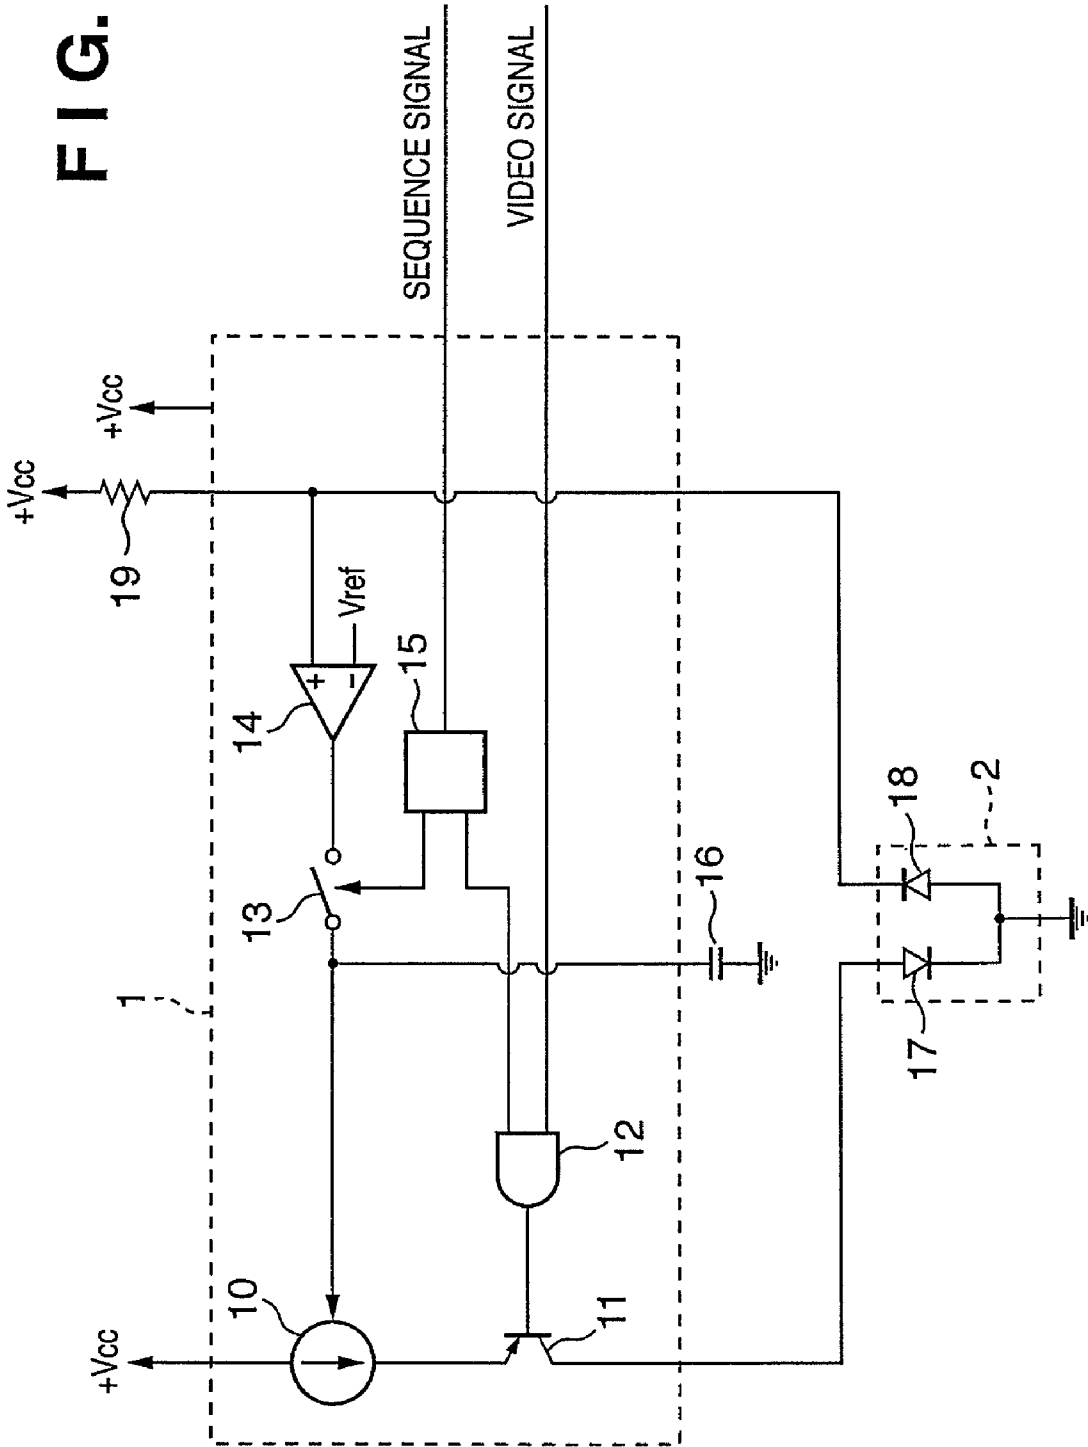 FIG.
SEQUENCE SIGNAL
VIDEO SIGNAL
+Vcc
+Vcc
19
Vref
14
15
+
-
13
16
18
2
17
1
12
10
11
+Vcc